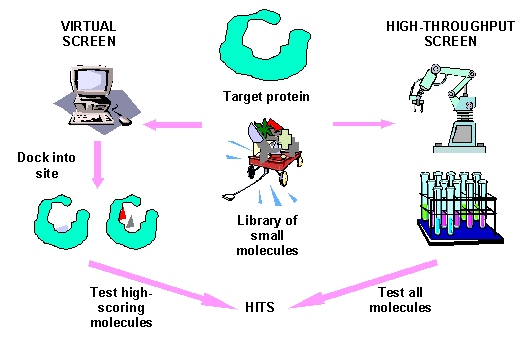 VIRTUAL
SCREEN
HIGH-THROUGHPUT
SCREEN
Target protein
Dock into
site
Library of
small
molecules
Test high-
scoring
molecules
HITS
Test all
molecules